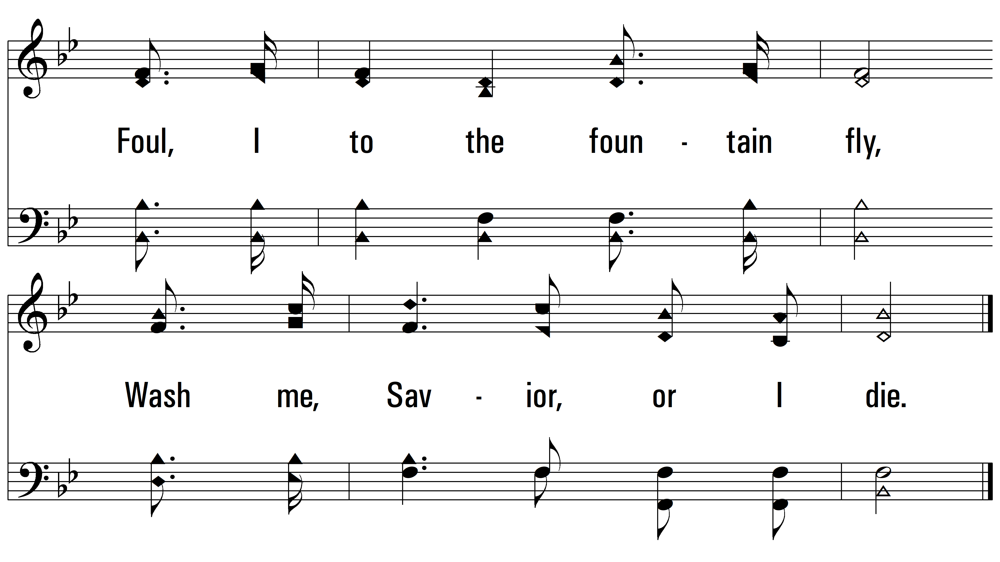 Foul, I to the foun - tain fly,
Wash me, Sav - ior, or I die.